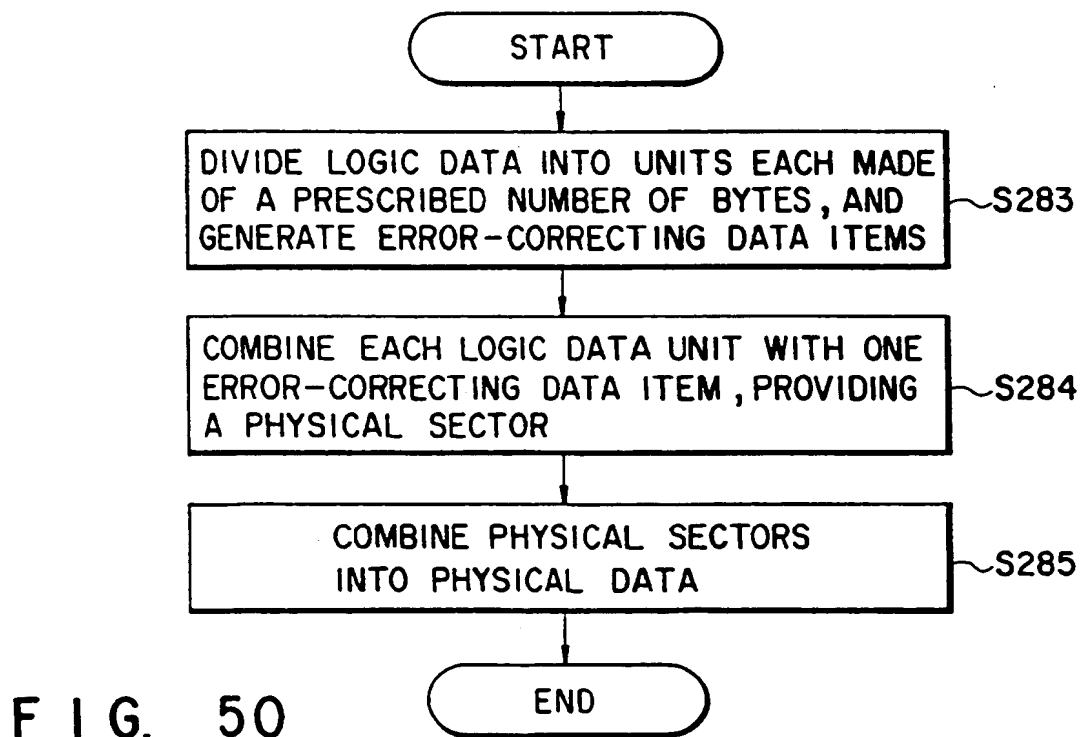 START
DIVIDE LOGIC DATA INTO UNITS EACH MADE
OF A PRESCRIBED NUMBER OF BYTES, AND
GENERATE ERROR-CORRECTING DATA ITEMS
S283
COMBINE EACH LOGIC DATA UNIT WITH ONE
ERROR-CORRECTING DATA ITEM, PROVIDING
A PHYSICAL SECTOR
S284
COMBINE PHYSICAL SECTORS
INTO PHYSICAL DATA
S285
END
FIG. 50